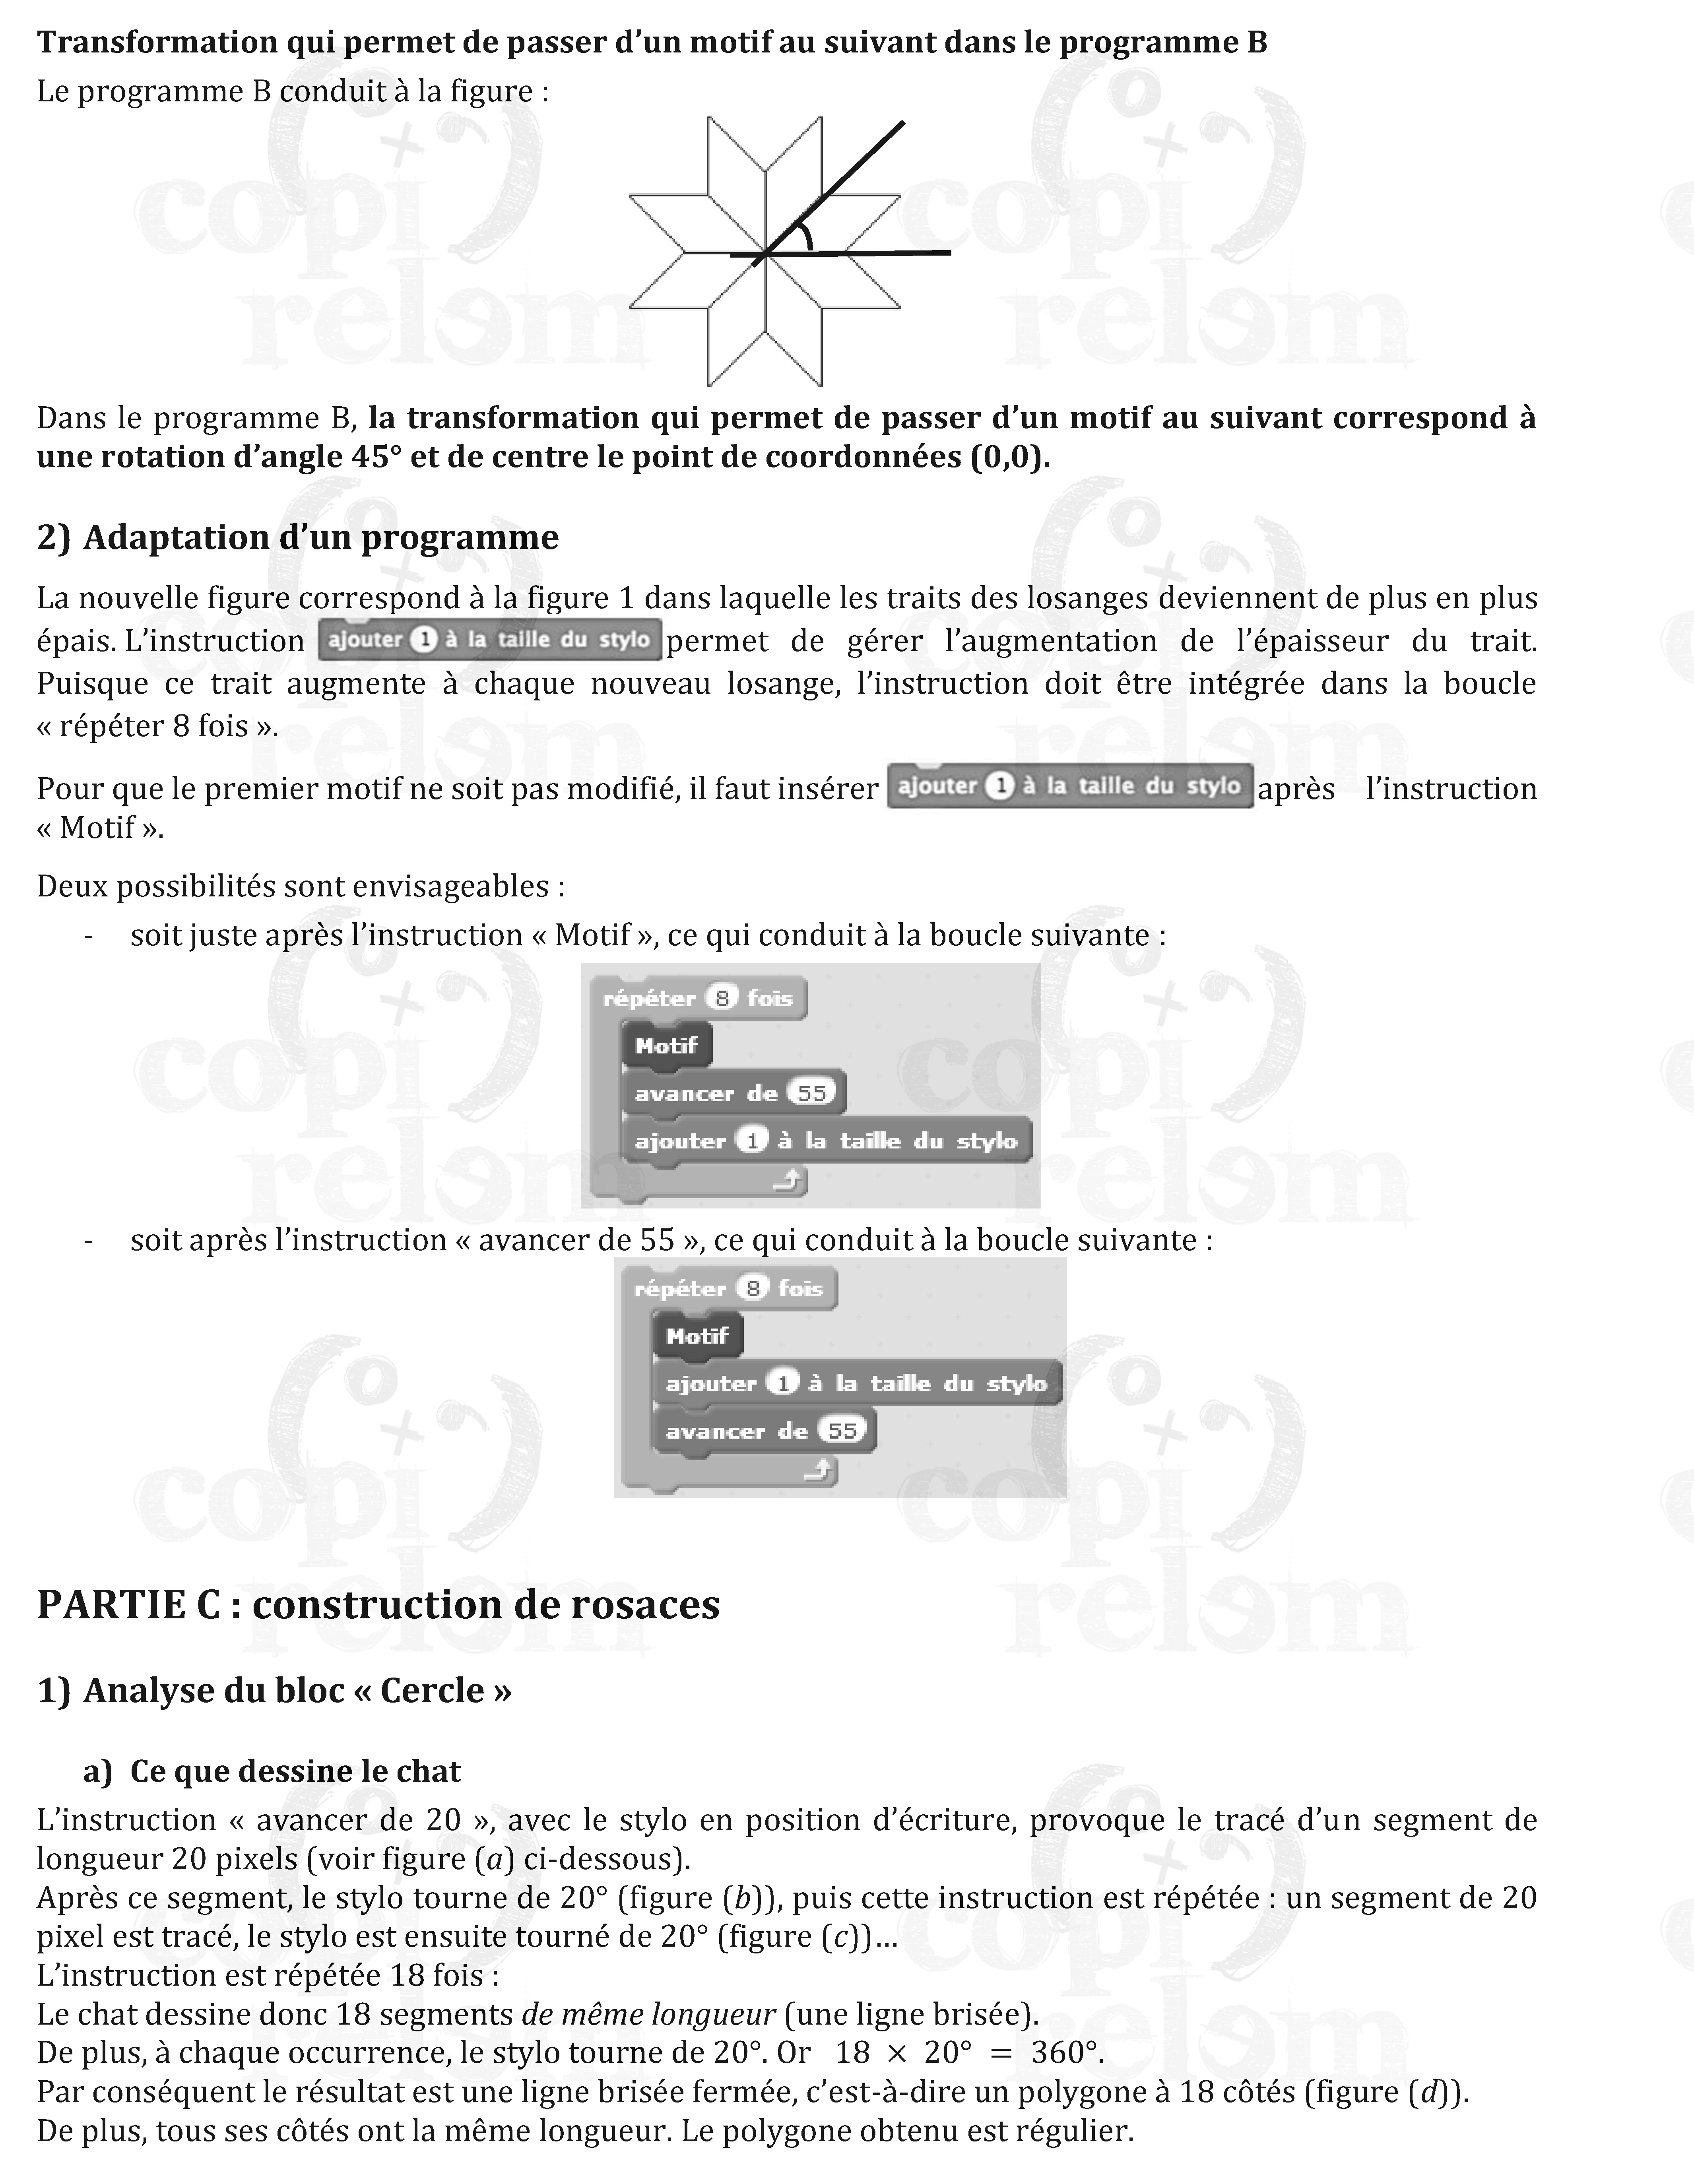 Transformation qui permet de passer d’un motif au suivant dans le programme B
Le programme B conduit à la figure :
Dans le programme B, la transformation qui permet de passer d’un motif au suivant correspond à
une rotation d’angle 45° et de centre le point de coordonnées (0,0).
2) Adaptation d’un programme
La nouvelle figure correspond à la figure 1 dans laquelle les traits des losanges deviennent de plus en plus
épais. L’instruction ajouter 1 à la taille du stylo permet de gérer l’augmentation de l’épaisseur du trait.
Puisque ce trait augmente à chaque nouveau losange, l’instruction doit être intégrée dans la boucle
« répéter 8 fois ».
Pour que le premier motif ne soit pas modifié, il faut insérer ajouter 1 à la taille du stylo après l’instruction
« Motif ».
Deux possibilités sont envisageables :
- soit juste après l’instruction « Motif », ce qui conduit à la boucle suivante :
répéter 8 fois
Motif
avancer de 55
ajouter 1 à la taille du stylo
- soit après l’instruction « avancer de 55 », ce qui conduit à la boucle suivante :
répéter 8 fois
Motif
ajouter 1 à la taille du stylo
avancer de 55
PARTIE C : construction de rosaces
1) Analyse du bloc « Cercle »
a) Ce que dessine le chat
L’instruction « avancer de 20 », avec le stylo en position d’écriture, provoque le tracé d’un segment de
longueur 20 pixels (voir figure (a) ci-dessous).
Après ce segment, le stylo tourne de 20° (figure (b)), puis cette instruction est répétée : un segment de 20
pixel est tracé, le stylo est ensuite tourné de 20° (figure (c))…
L’instruction est répétée 18 fois :
Le chat dessine donc 18 segments de même longueur (une ligne brisée).
De plus, à chaque occurrence, le stylo tourne de 20°. Or 18 × 20° = 360°.
Par conséquent le résultat est une ligne brisée fermée, c’est-à-dire un polygone à 18 côtés (figure (d)).
De plus, tous ses côtés ont la même longueur. Le polygone obtenu est régulier.